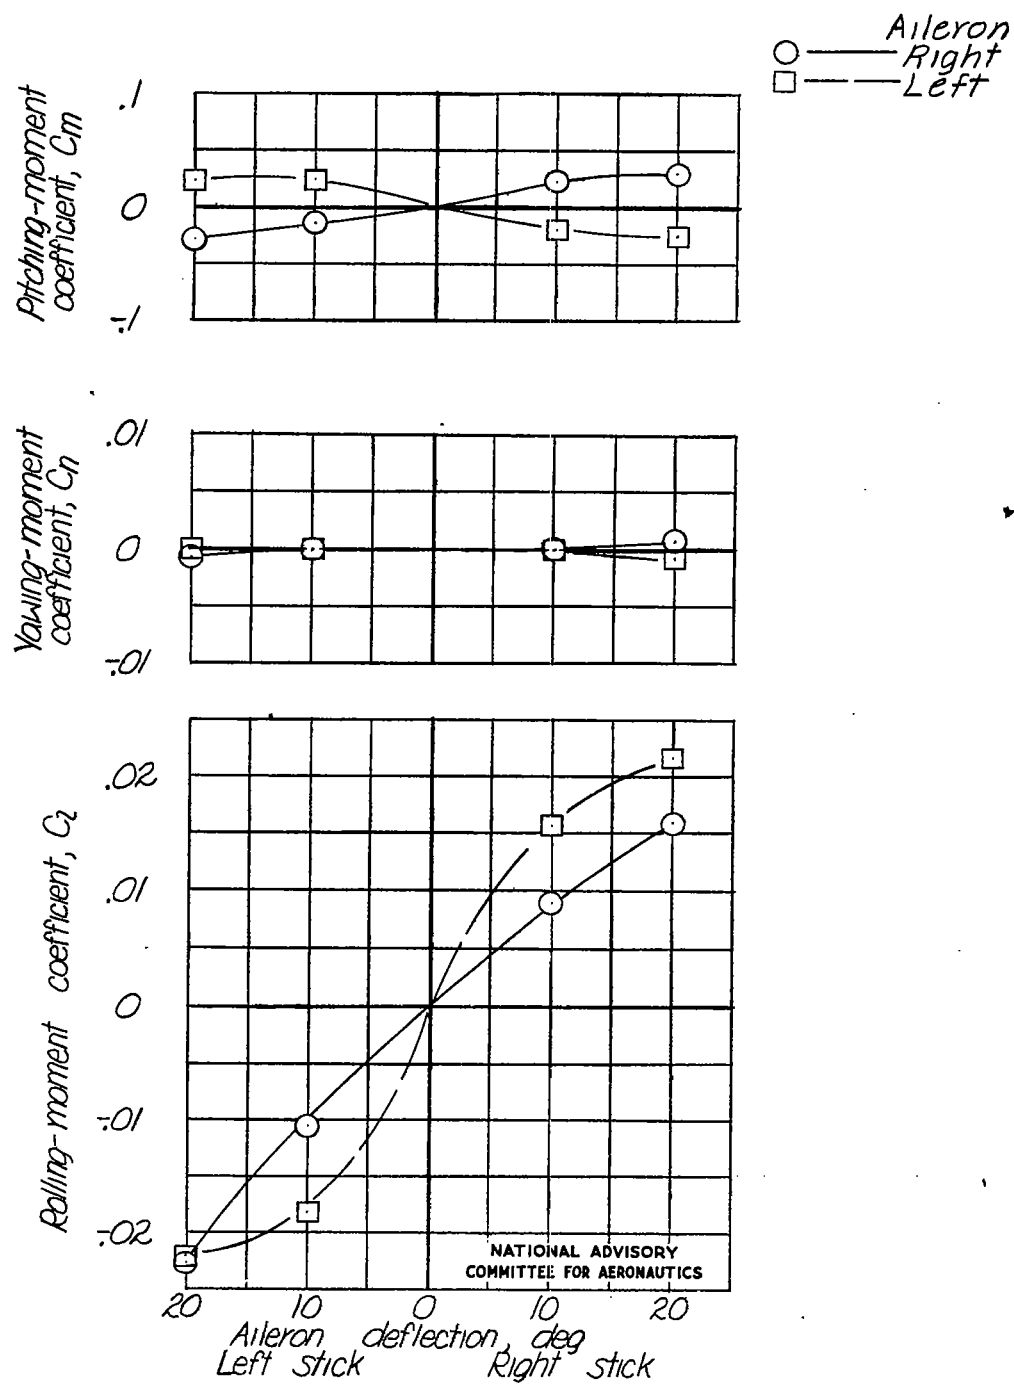 Aileron
Right
Left
Pitching-moment
coefficient, Cm
.1
0
-.1
Yawing-moment
coefficient, Cn
.01
0
-.01
Rolling-moment coefficient, Cl
.02
.01
0
-.01
-.02
NATIONAL ADVISORY
COMMITTEE FOR AERONAUTICS
20 10 0 10 20
Aileron deflection, deg
Left stick Right stick